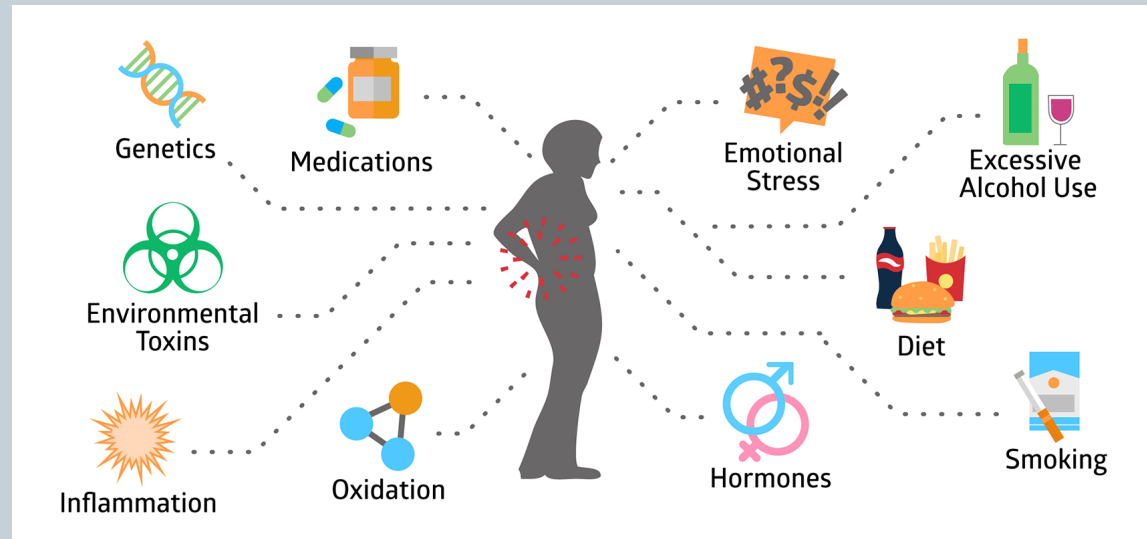 Genetics
Medications
Emotional
Stress
#?$!!
Excessive
Alcohol Use
Environmental
Toxins
Diet
Inflammation
Oxidation
Hormones
Smoking